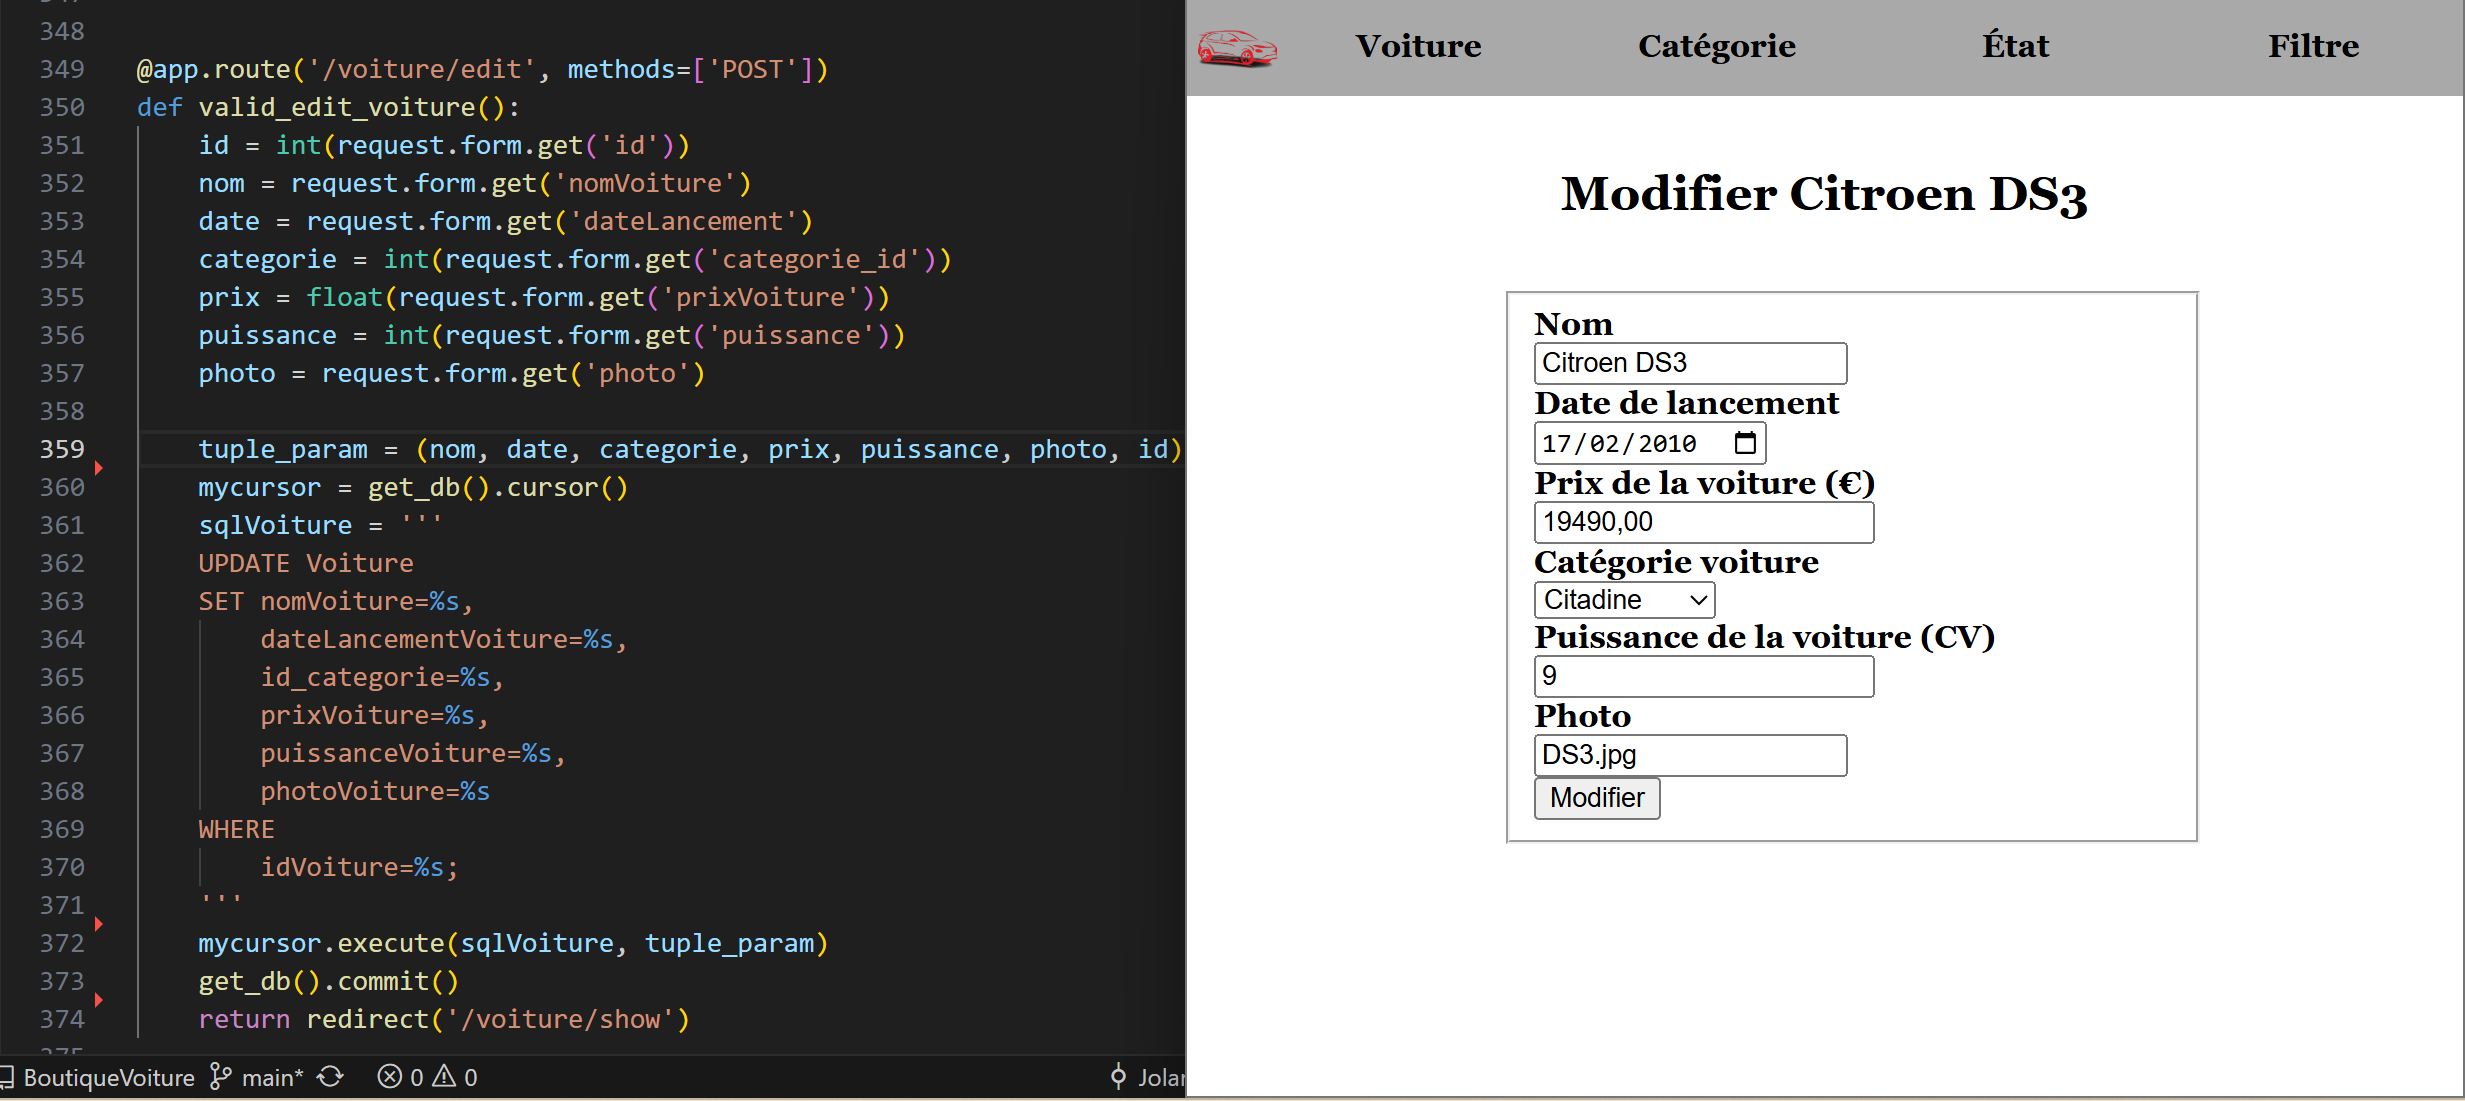 348
349 @app.route('/voiture/edit', methods=['POST'])
350 def valid_edit_voiture():
351 id = int(request.form.get('id'))
352 nom = request.form.get('nomVoiture')
353 date = request.form.get('dateLancement')
354 categorie = int(request.form.get('categorie_id'))
355 prix = float(request.form.get('prixVoiture'))
356 puissance = int(request.form.get('puissance'))
357 photo = request.form.get('photo')
358
359 tuple_param = (nom, date, categorie, prix, puissance, photo, id)
360 mycursor = get_db().cursor()
361 sqlVoiture = '''
362 UPDATE Voiture
363 SET nomVoiture=%s,
364 dateLancementVoiture=%s,
365 id_categorie=%s,
366 prixVoiture=%s,
367 puissanceVoiture=%s,
368 photoVoiture=%s
369 WHERE
370 idVoiture=%s;
371 '''
372 mycursor.execute(sqlVoiture, tuple_param)
373 get_db().commit()
374 return redirect('/voiture/show')
BoutiqueVoiture main* 0 0 Jolan
Voiture Catégorie État Filtre
Modifier Citroen DS3
Nom
Citroen DS3
Date de lancement
17/02/2010
Prix de la voiture (€)
19490,00
Catégorie voiture
Citadine
Puissance de la voiture (CV)
9
Photo
DS3.jpg
Modifier